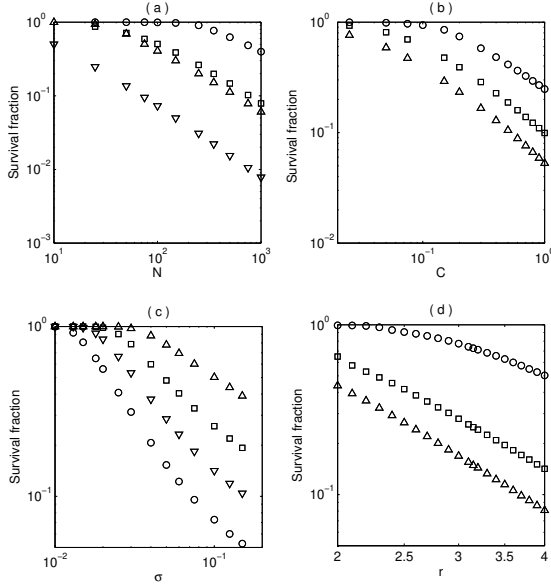 ( a )
10^0
10^-1
10^-2
10^-3
Survival fraction
10^1
10^2
10^3
N
( b )
10^0
10^-1
10^-2
Survival fraction
10^-1
10^0
C
( c )
10^0
10^-1
Survival fraction
10^-2
10^-1
σ
( d )
10^0
10^-1
Survival fraction
2
2.5
3
3.5
4
r